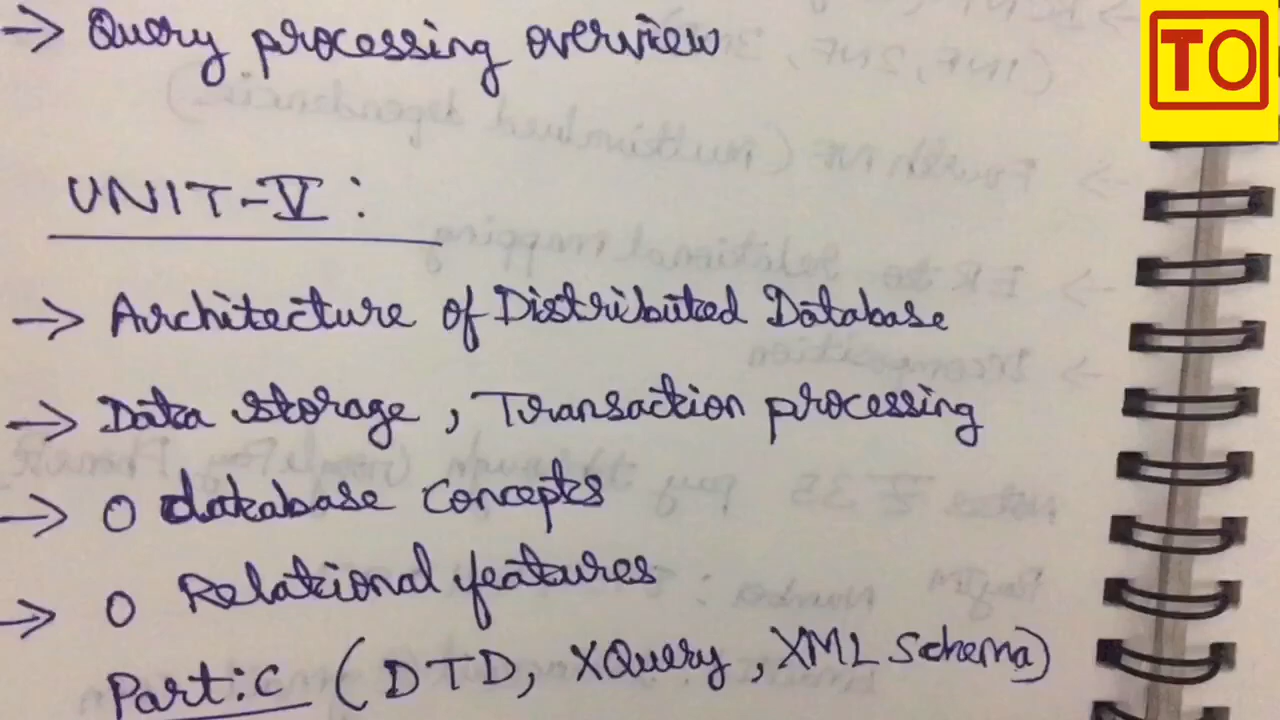 → Query processing overview
TO
UNIT-V:
→ Architecture of Distributed Database
→ Data storage, Transaction processing
→ O database concepts
→ O Relational features
Part:C (DTD, XQuery, XML Schema)